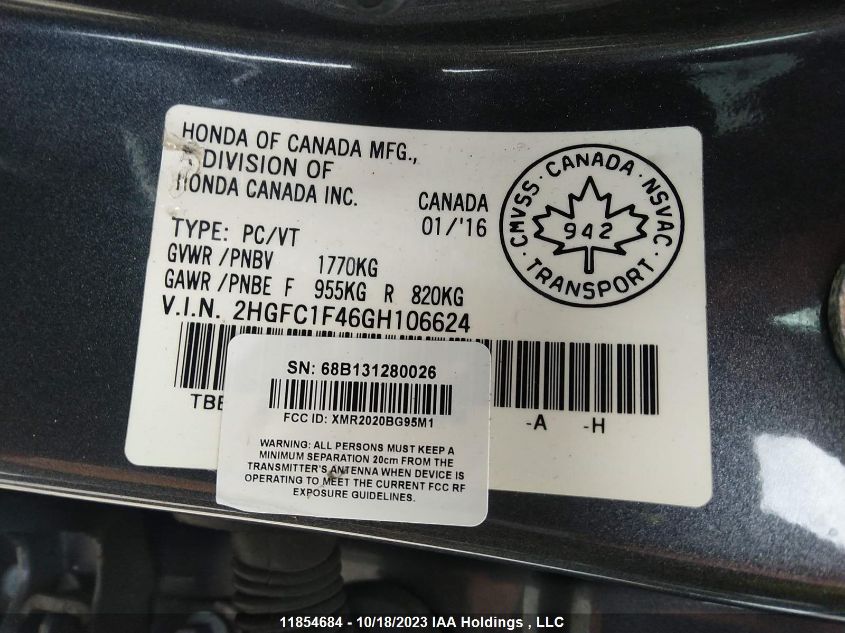 HONDA OF CANADA MFG.,
A DIVISION OF
HONDA CANADA INC.
CANADA
01/'16
TYPE: PC/VT
GVWR /PNBV 1770KG
GAWR /PNBE F 955KG R 820KG
V.I.N. 2HGFC1F46GH106624
CMVSS · CANADA · NSVAC
942
· TRANSPORT ·
TBE
-A -H
SN: 68B131280026
FCC ID: XMR2020BG95M1
WARNING: ALL PERSONS MUST KEEP A
MINIMUM SEPARATION 20cm FROM THE
TRANSMITTER'S ANTENNA WHEN DEVICE IS
OPERATING TO MEET THE CURRENT FCC RF
EXPOSURE GUIDELINES.
11854684 - 10/18/2023 IAA Holdings , LLC